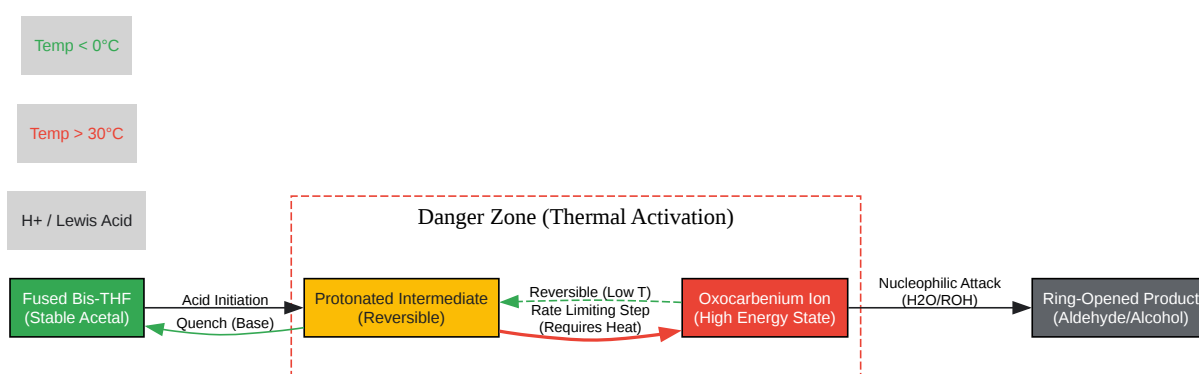 Temp < 0°C
Temp > 30°C
H+ / Lewis Acid
Danger Zone (Thermal Activation)
Fused Bis-THF
(Stable Acetal)
Acid Initiation
Quench (Base)
Protonated Intermediate
(Reversible)
Reversible (Low T)
Rate Limiting Step
(Requires Heat)
Oxocarbenium Ion
(High Energy State)
Nucleophilic Attack
(H2O/ROH)
Ring-Opened Product
(Aldehyde/Alcohol)